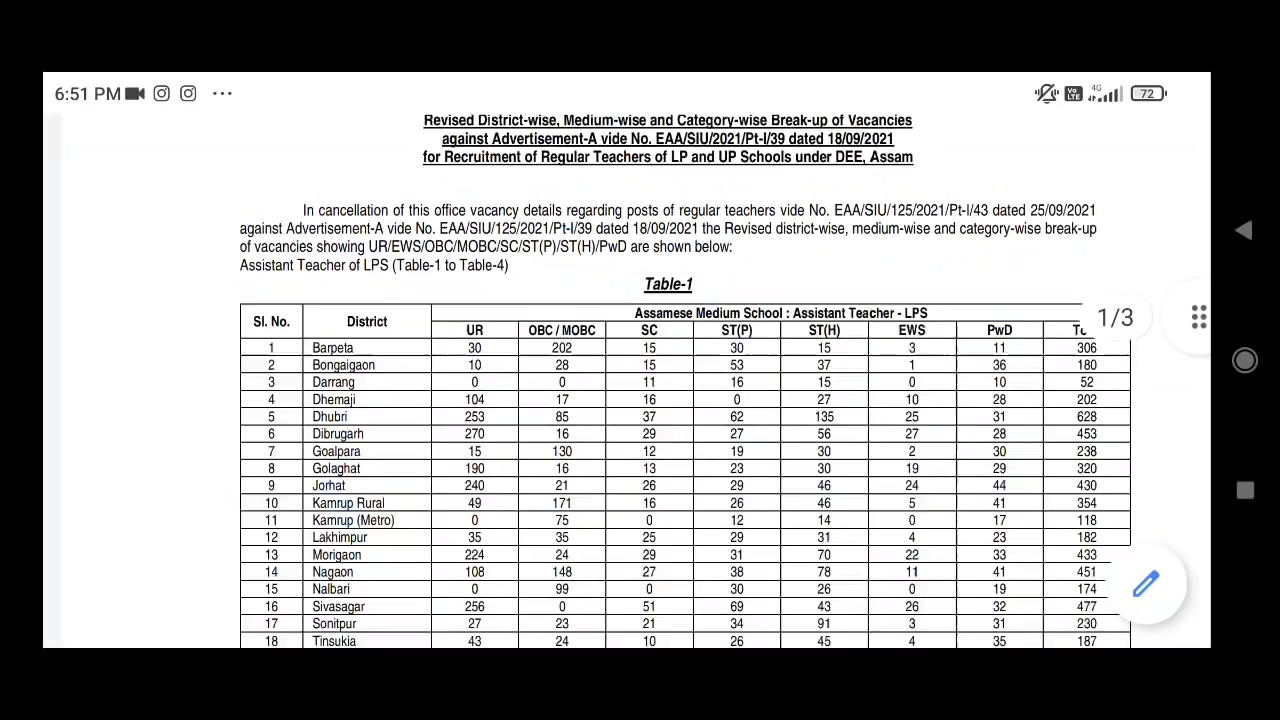 6:51 PM
4G
72
Revised District-wise, Medium-wise and Category-wise Break-up of Vacancies
against Advertisement-A vide No. EAA/SIU/2021/Pt-I/39 dated 18/09/2021
for Recruitment of Regular Teachers of LP and UP Schools under DEE, Assam
In cancellation of this office vacancy details regarding posts of regular teachers vide No. EAA/SIU/125/2021/Pt-I/43 dated 25/09/2021
against Advertisement-A vide No. EAA/SIU/125/2021/Pt-I/39 dated 18/09/2021 the Revised district-wise, medium-wise and category-wise break-up
of vacancies showing UR/EWS/OBC/MOBC/SC/ST(P)/ST(H)/PwD are shown below:
Assistant Teacher of LPS (Table-1 to Table-4)
Table-1
Sl. No. District Assamese Medium School : Assistant Teacher - LPS
UR OBC / MOBC SC ST(P) ST(H) EWS PwD
1/3
1 Barpeta 30 202 15 30 15 3 11 306
2 Bongaigaon 10 28 15 53 37 1 36 180
3 Darrang 0 0 11 16 15 0 10 52
4 Dhemaji 104 17 16 0 27 10 28 202
5 Dhubri 253 85 37 62 135 25 31 628
6 Dibrugarh 270 16 29 27 56 27 28 453
7 Goalpara 15 130 12 19 30 2 30 238
8 Golaghat 190 16 13 23 30 19 29 320
9 Jorhat 240 21 26 29 46 24 44 430
10 Kamrup Rural 49 171 16 26 46 5 41 354
11 Kamrup (Metro) 0 75 0 12 14 0 17 118
12 Lakhimpur 35 35 25 29 31 4 23 182
13 Morigaon 224 24 29 31 70 22 33 433
14 Nagaon 108 148 27 38 78 11 41 451
15 Nalbari 0 99 0 30 26 0 19 174
16 Sivasagar 256 0 51 69 43 26 32 477
17 Sonitpur 27 23 21 34 91 3 31 230
18 Tinsukia 43 24 10 26 45 4 35 187